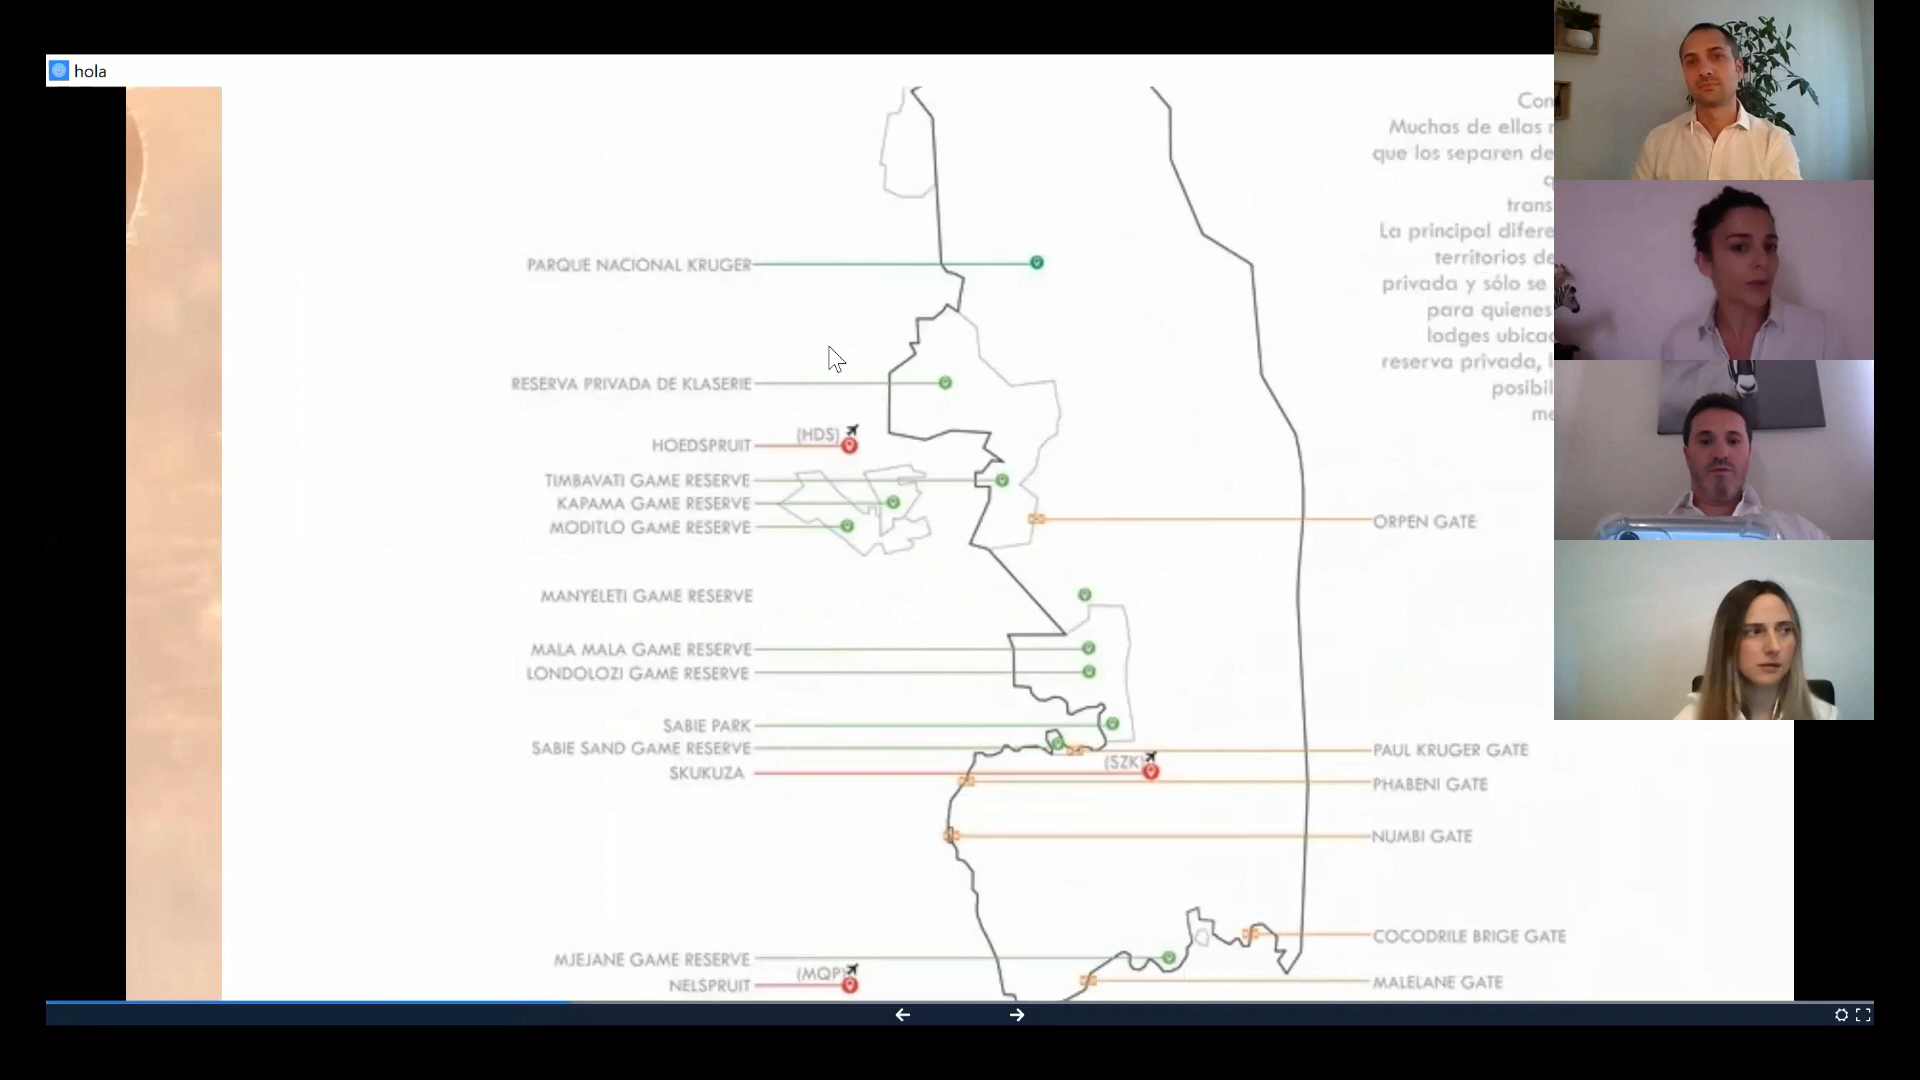 hola
Con
Muchas de ellas
que los separen de
trans
La principal difere
territorios de
privada y sólo se
para quienes
lodges ubica
reserva privada,
posibil
me
PARQUE NACIONAL KRUGER
RESERVA PRIVADA DE KLASERIE
(HDS)
HOEDSPRUIT
TIMBAVATI GAME RESERVE
KAPAMA GAME RESERVE
MODITLO GAME RESERVE
MANYELETI GAME RESERVE
MALA MALA GAME RESERVE
LONDOLOZI GAME RESERVE
SABIE PARK
SABIE SAND GAME RESERVE
SKUKUZA
(SZK)
MJEJANE GAME RESERVE
(MQP)
NELSPRUIT
ORPEN GATE
PAUL KRUGER GATE
PHABENI GATE
NUMBI GATE
COCODRILE BRIGE GATE
MALELANE GATE